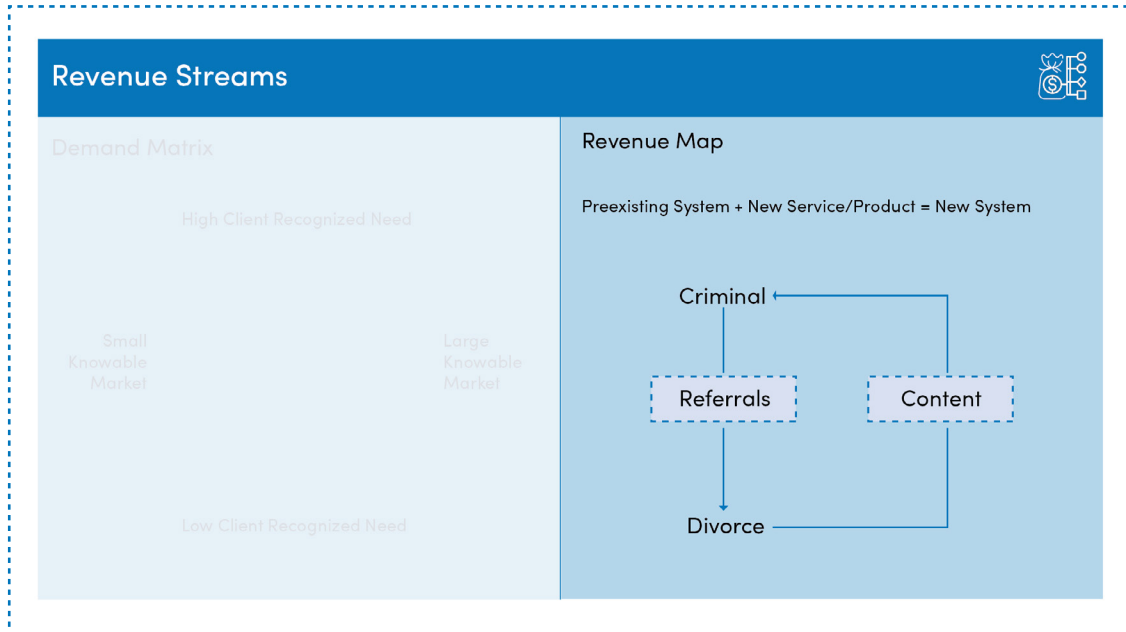 Revenue Streams
$
Demand Matrix
High Client Recognized Need
Small
Knowable
Market
Large
Knowable
Market
Low Client Recognized Need
Revenue Map
Preexisting System + New Service/Product = New System
Criminal
Referrals
Content
Divorce